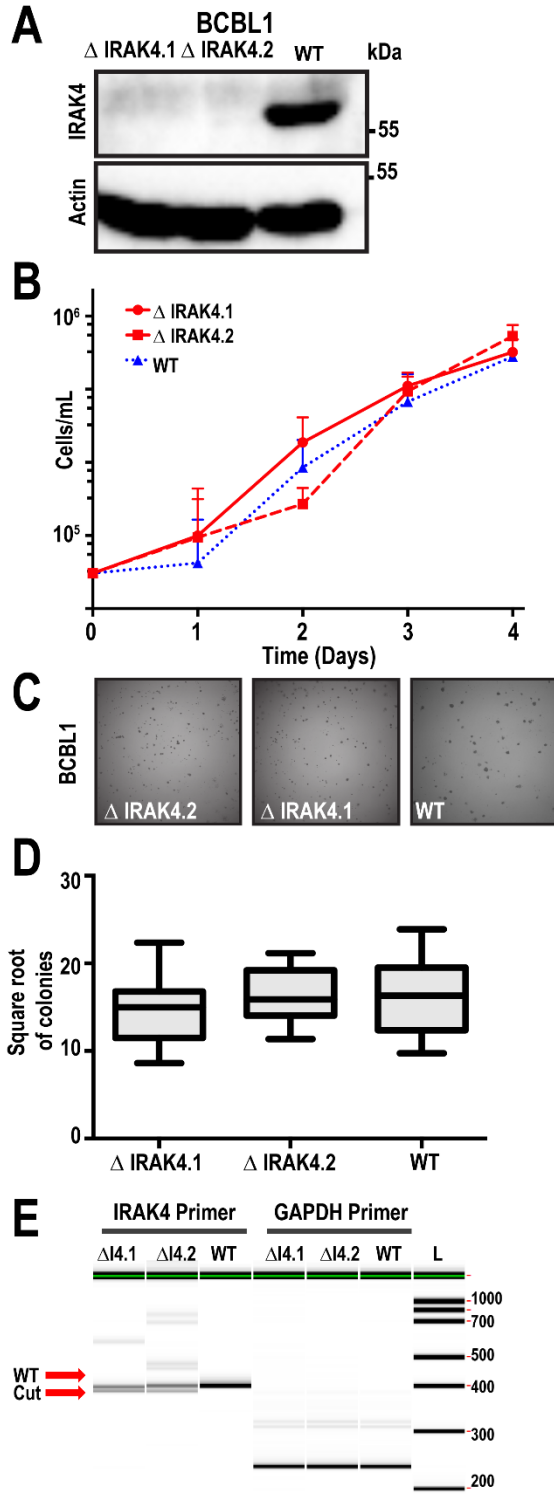 A
BCBL1
Δ IRAK4.1 Δ IRAK4.2 WT kDa
IRAK4
55
Actin
55
B
10⁶
Δ IRAK4.1
Δ IRAK4.2
WT
Cells/mL
10⁵
0 1 2 3 4
Time (Days)
C
BCBL1
Δ IRAK4.2
Δ IRAK4.1
WT
D
30
20
10
0
Square root
of colonies
Δ IRAK4.1 Δ IRAK4.2 WT
E
IRAK4 Primer GAPDH Primer
ΔI4.1 ΔI4.2 WT ΔI4.1 ΔI4.2 WT L
1000
700
500
WT
400
Cut
300
200